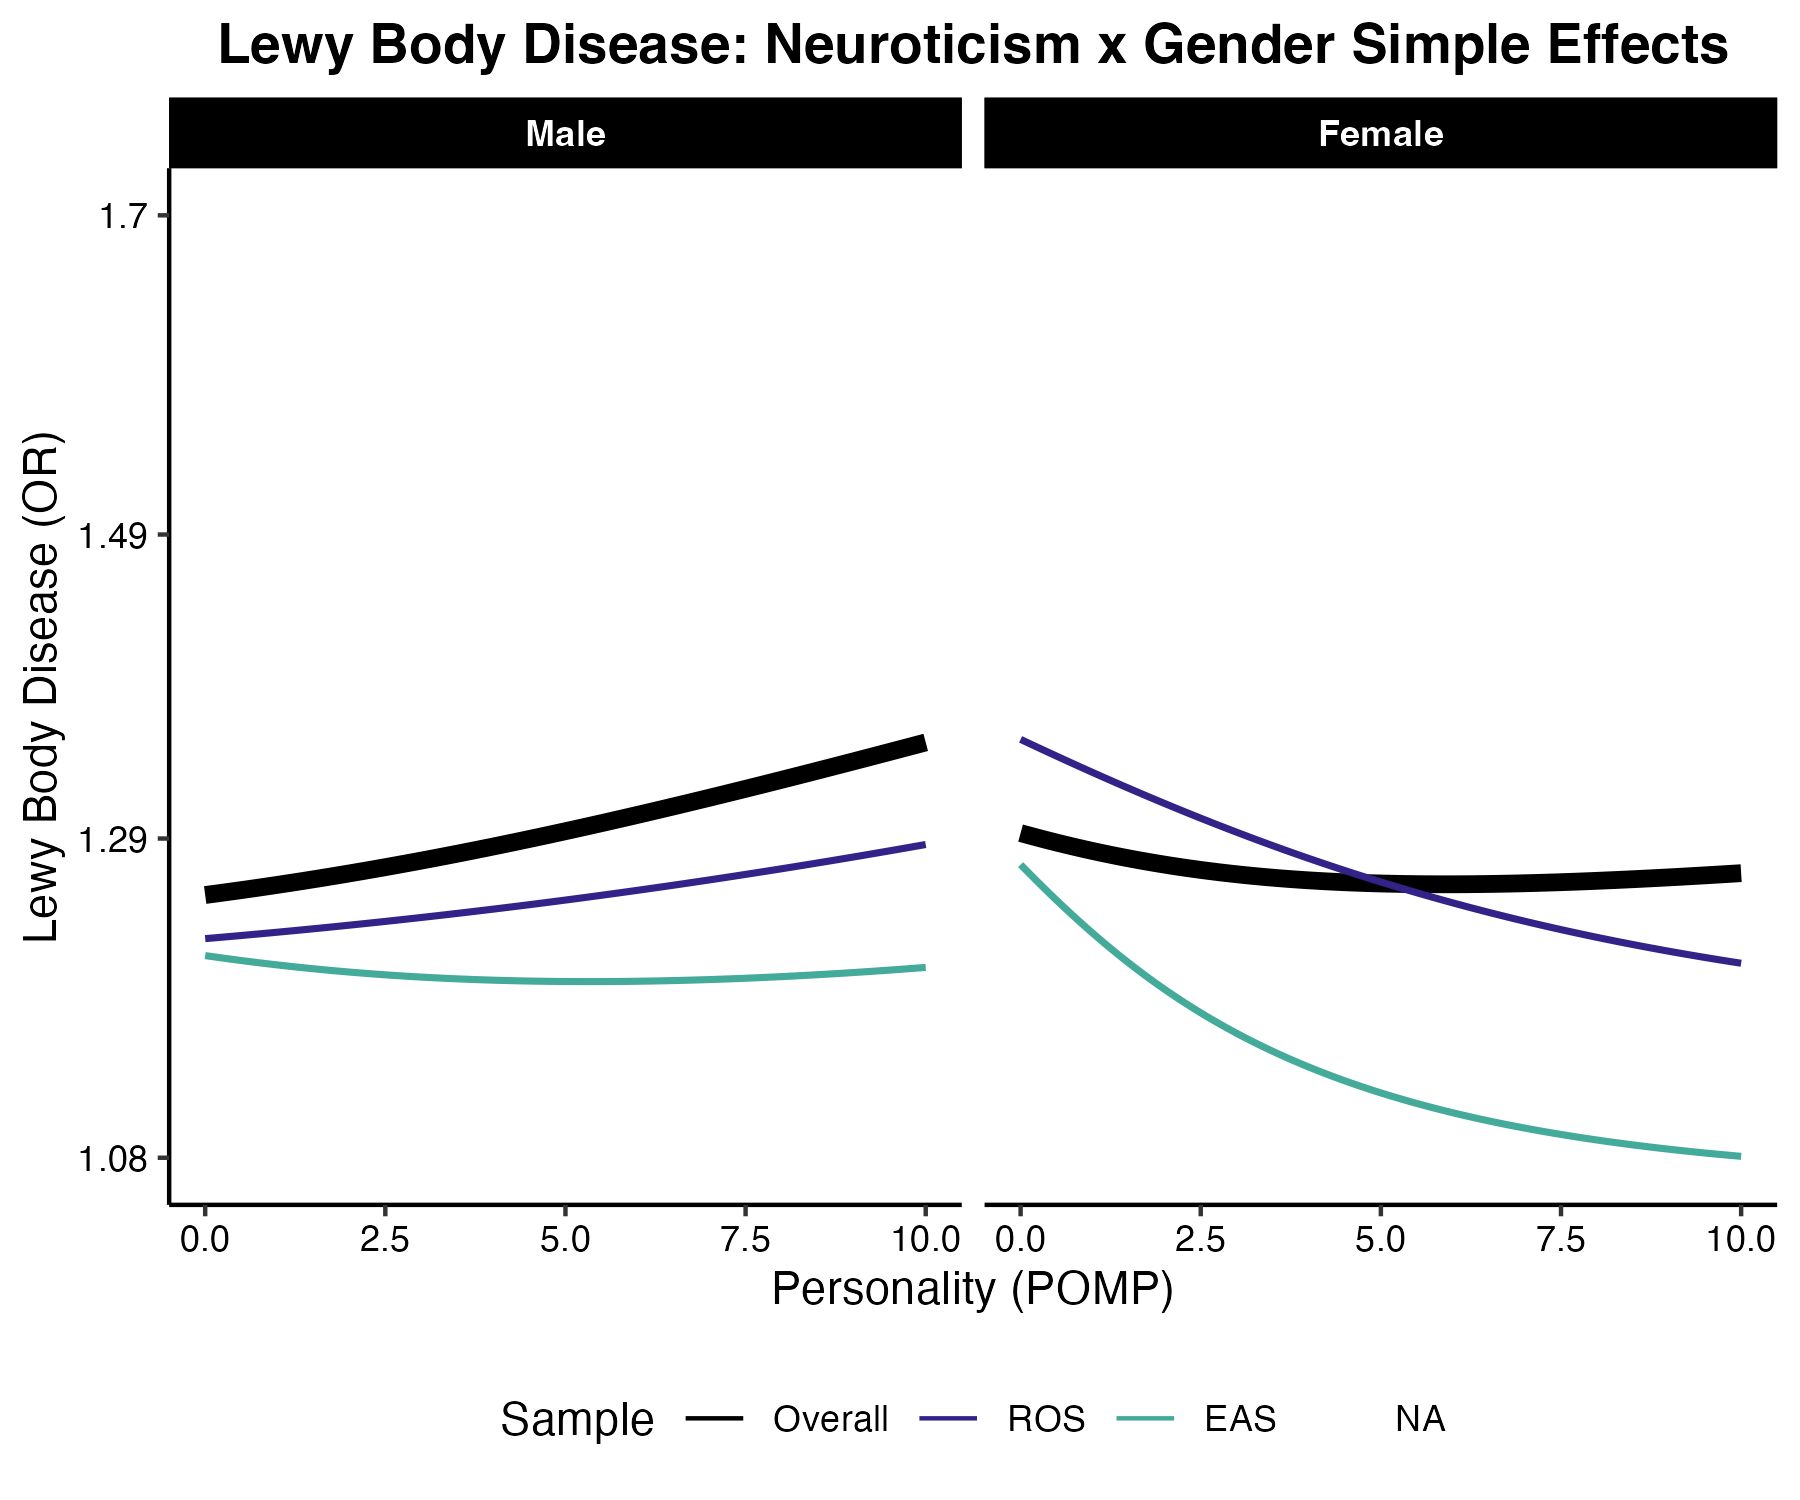 Lewy Body Disease: Neuroticism x Gender Simple Effects
Male Female
Lewy Body Disease (OR)
1.7
1.49
1.29
1.08
0.0 2.5 5.0 7.5 10.0 0.0 2.5 5.0 7.5 10.0
Personality (POMP)
Sample Overall ROS EAS NA